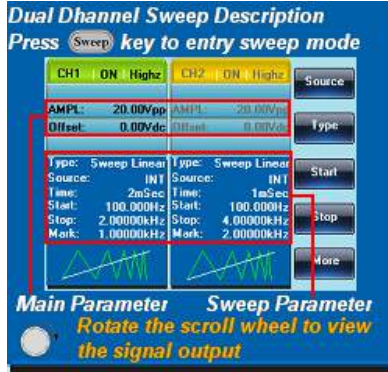 Dual Dhannel Sweep Description
Press Sweep key to entry sweep mode
CH1 ON Highz CH2 ON Highz Source
AMPL: 20.00Vpp AMPL: 20.00Vpp
Offset: 0.00Vdc Offset: 0.00Vdc Type
Type: Sweep Linear Type: Sweep Linear
Source: INT Source: INT Start
Time: 2mSec Time: 1mSec
Start: 100.000Hz Start: 100.000Hz
Stop: 2.00000kHz Stop: 4.00000kHz Stop
Mark: 1.00000kHz Mark: 2.00000kHz
More
Main Parameter Sweep Parameter
Rotate the scroll wheel to view
the signal output